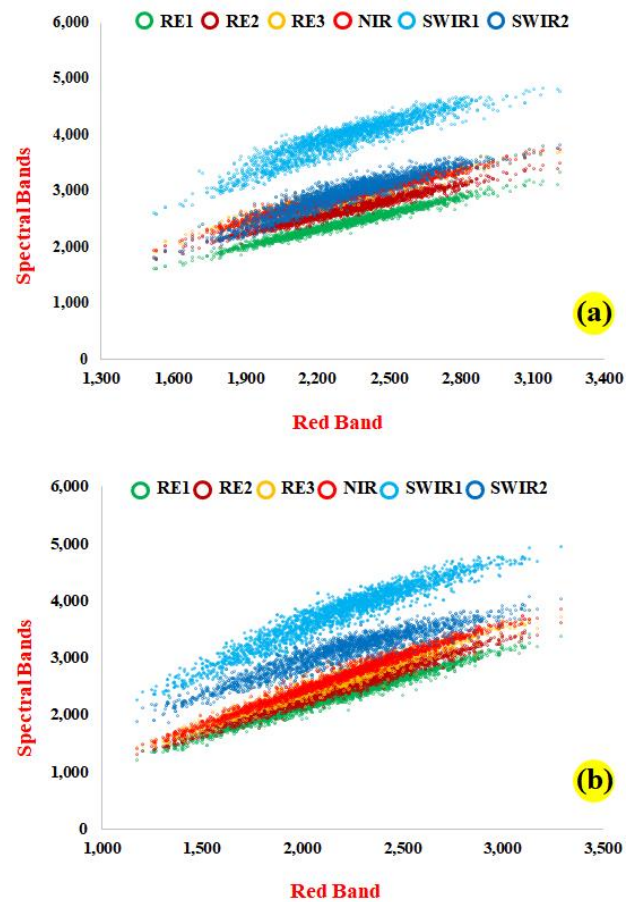 6,000
RE1 RE2 RE3 NIR SWIR1 SWIR2
5,000
4,000
3,000
2,000
1,000
0
Spectral Bands
(a)
1,300 1,600 1,900 2,200 2,500 2,800 3,100 3,400
Red Band
6,000
RE1 RE2 RE3 NIR SWIR1 SWIR2
5,000
4,000
3,000
2,000
1,000
0
Spectral Bands
(b)
1,000 1,500 2,000 2,500 3,000 3,500
Red Band